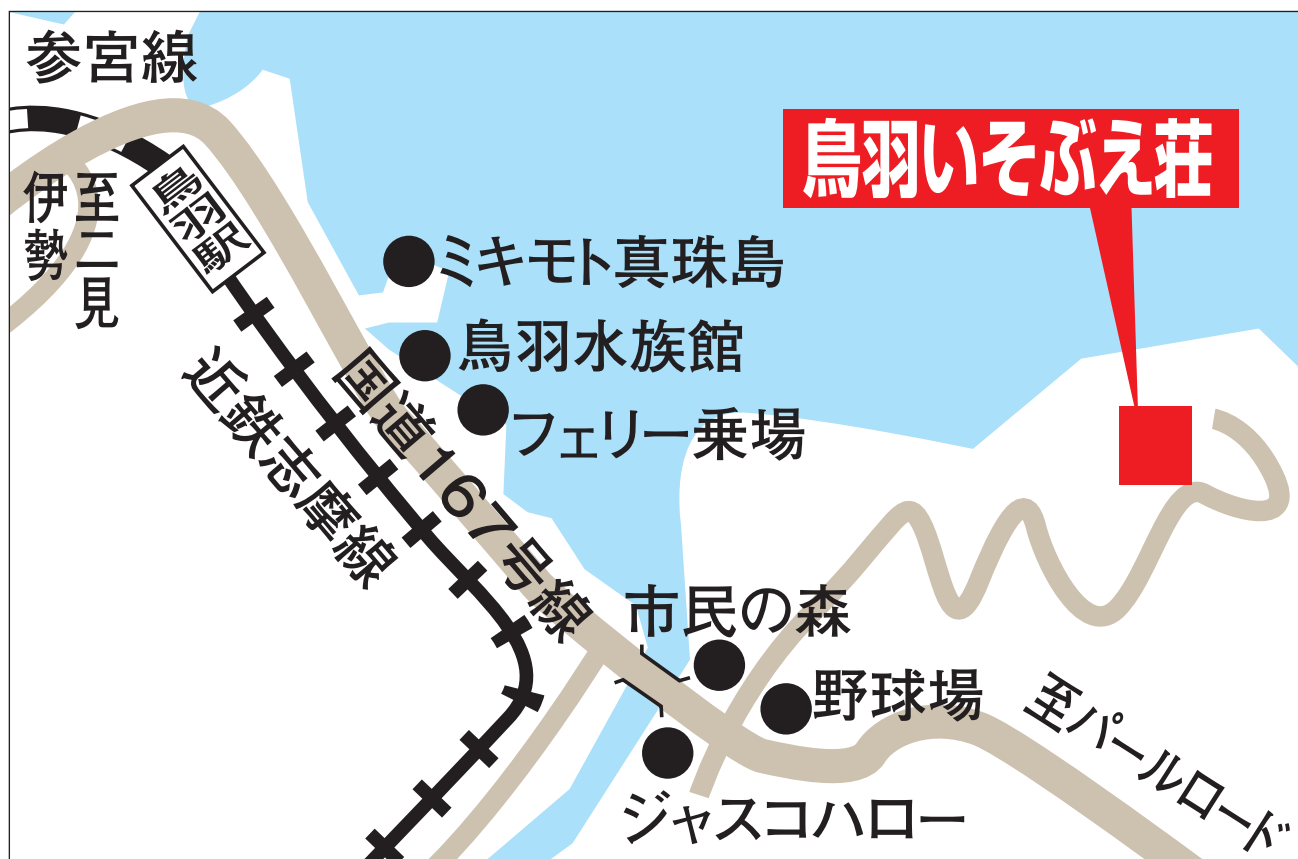 参宮線
鳥羽いそぶえ荘
鳥羽駅
至二見
伊勢
ミキモト真珠島
鳥羽水族館
フェリー乗場
国道167号線
近鉄志摩線
市民の森
野球場
至パールロード
ジャスコハロー